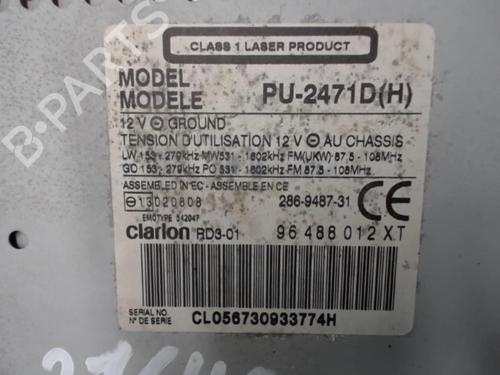 CLASS 1 LASER PRODUCT
MODEL
MODELE
PU-2471D(H)
12 V ⊖ GROUND
TENSION D'UTILISATION 12 V ⊖ AU CHASSIS
LW 153 - 279kHz MW531 - 1602kHz FM(UKW) 87.5 - 108MHz
GO 153 - 279kHz PO 531 - 1602kHz FM 87.5 - 108MHz
ASSEMBLED IN EC - ASSEMBLE EN CE
13020808
286-9487-31
CE
EMOTYPE 542047
clarion RD3-01
96 488 012 XT
SERIAL NO.
N° DE SERIE
CL056730933774H
B-PARTS